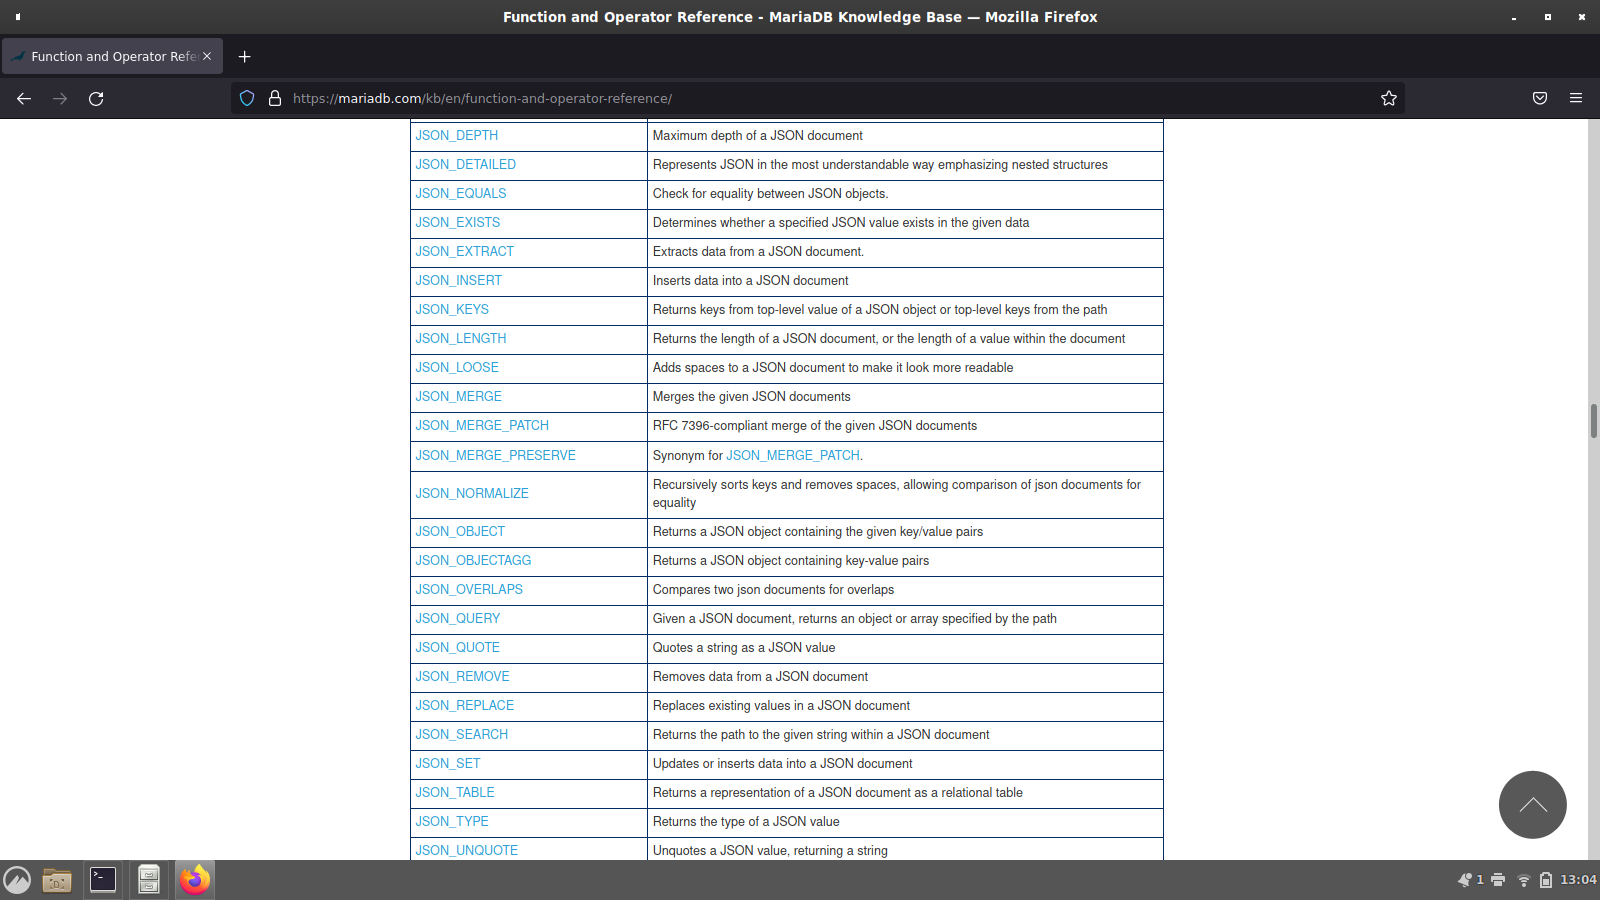 Function and Operator Reference - MariaDB Knowledge Base — Mozilla Firefox
Function and Operator Refe
https://mariadb.com/kb/en/function-and-operator-reference/
JSON_DEPTH Maximum depth of a JSON document
JSON_DETAILED Represents JSON in the most understandable way emphasizing nested structures
JSON_EQUALS Check for equality between JSON objects.
JSON_EXISTS Determines whether a specified JSON value exists in the given data
JSON_EXTRACT Extracts data from a JSON document.
JSON_INSERT Inserts data into a JSON document
JSON_KEYS Returns keys from top-level value of a JSON object or top-level keys from the path
JSON_LENGTH Returns the length of a JSON document, or the length of a value within the document
JSON_LOOSE Adds spaces to a JSON document to make it look more readable
JSON_MERGE Merges the given JSON documents
JSON_MERGE_PATCH RFC 7396-compliant merge of the given JSON documents
JSON_MERGE_PRESERVE Synonym for JSON_MERGE_PATCH.
JSON_NORMALIZE Recursively sorts keys and removes spaces, allowing comparison of json documents for
equality
JSON_OBJECT Returns a JSON object containing the given key/value pairs
JSON_OBJECTAGG Returns a JSON object containing key-value pairs
JSON_OVERLAPS Compares two json documents for overlaps
JSON_QUERY Given a JSON document, returns an object or array specified by the path
JSON_QUOTE Quotes a string as a JSON value
JSON_REMOVE Removes data from a JSON document
JSON_REPLACE Replaces existing values in a JSON document
JSON_SEARCH Returns the path to the given string within a JSON document
JSON_SET Updates or inserts data into a JSON document
JSON_TABLE Returns a representation of a JSON document as a relational table
JSON_TYPE Returns the type of a JSON value
JSON_UNQUOTE Unquotes a JSON value, returning a string
1 13:04